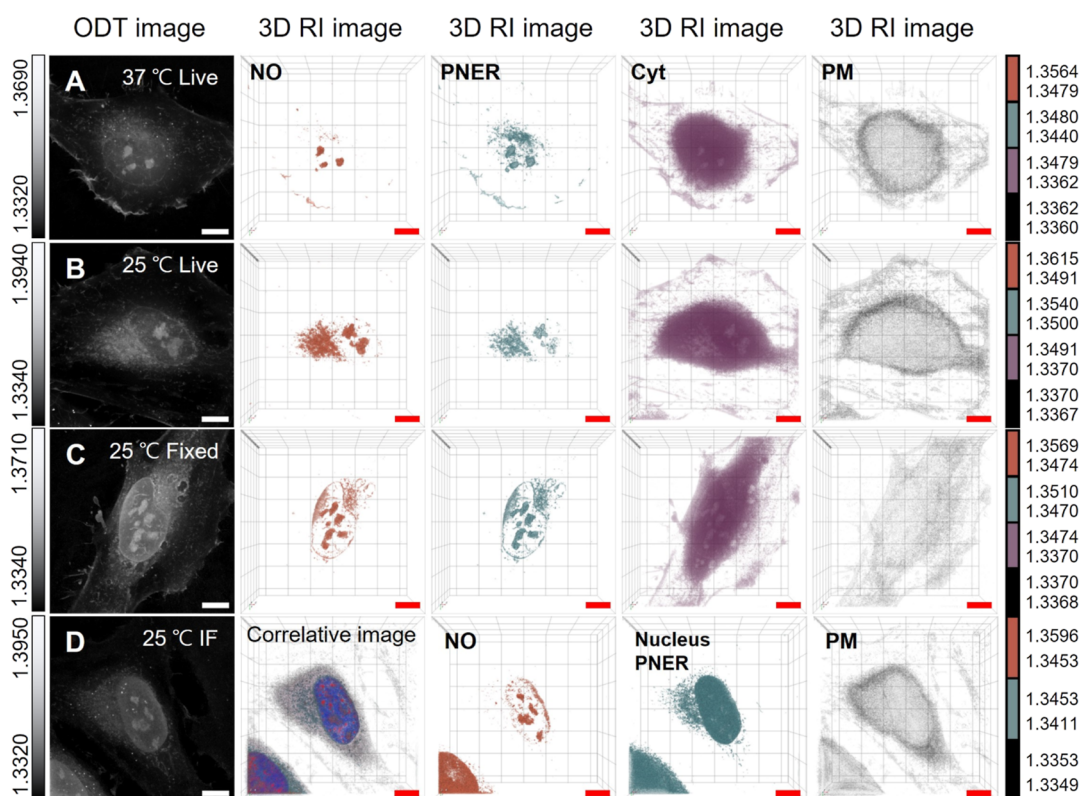 ODT image 3D RI image 3D RI image 3D RI image 3D RI image
1.3690
1.3320
A 37 ℃ Live
NO
PNER
Cyt
PM
1.3564
1.3479
1.3480
1.3440
1.3479
1.3362
1.3362
1.3360
1.3940
1.3340
B 25 ℃ Live
1.3615
1.3491
1.3540
1.3500
1.3491
1.3370
1.3370
1.3367
1.3710
1.3340
C 25 ℃ Fixed
1.3569
1.3474
1.3510
1.3470
1.3474
1.3370
1.3370
1.3368
1.3950
1.3320
D 25 ℃ IF
Correlative image
NO
Nucleus
PNER
PM
1.3596
1.3453
1.3453
1.3411
1.3353
1.3349